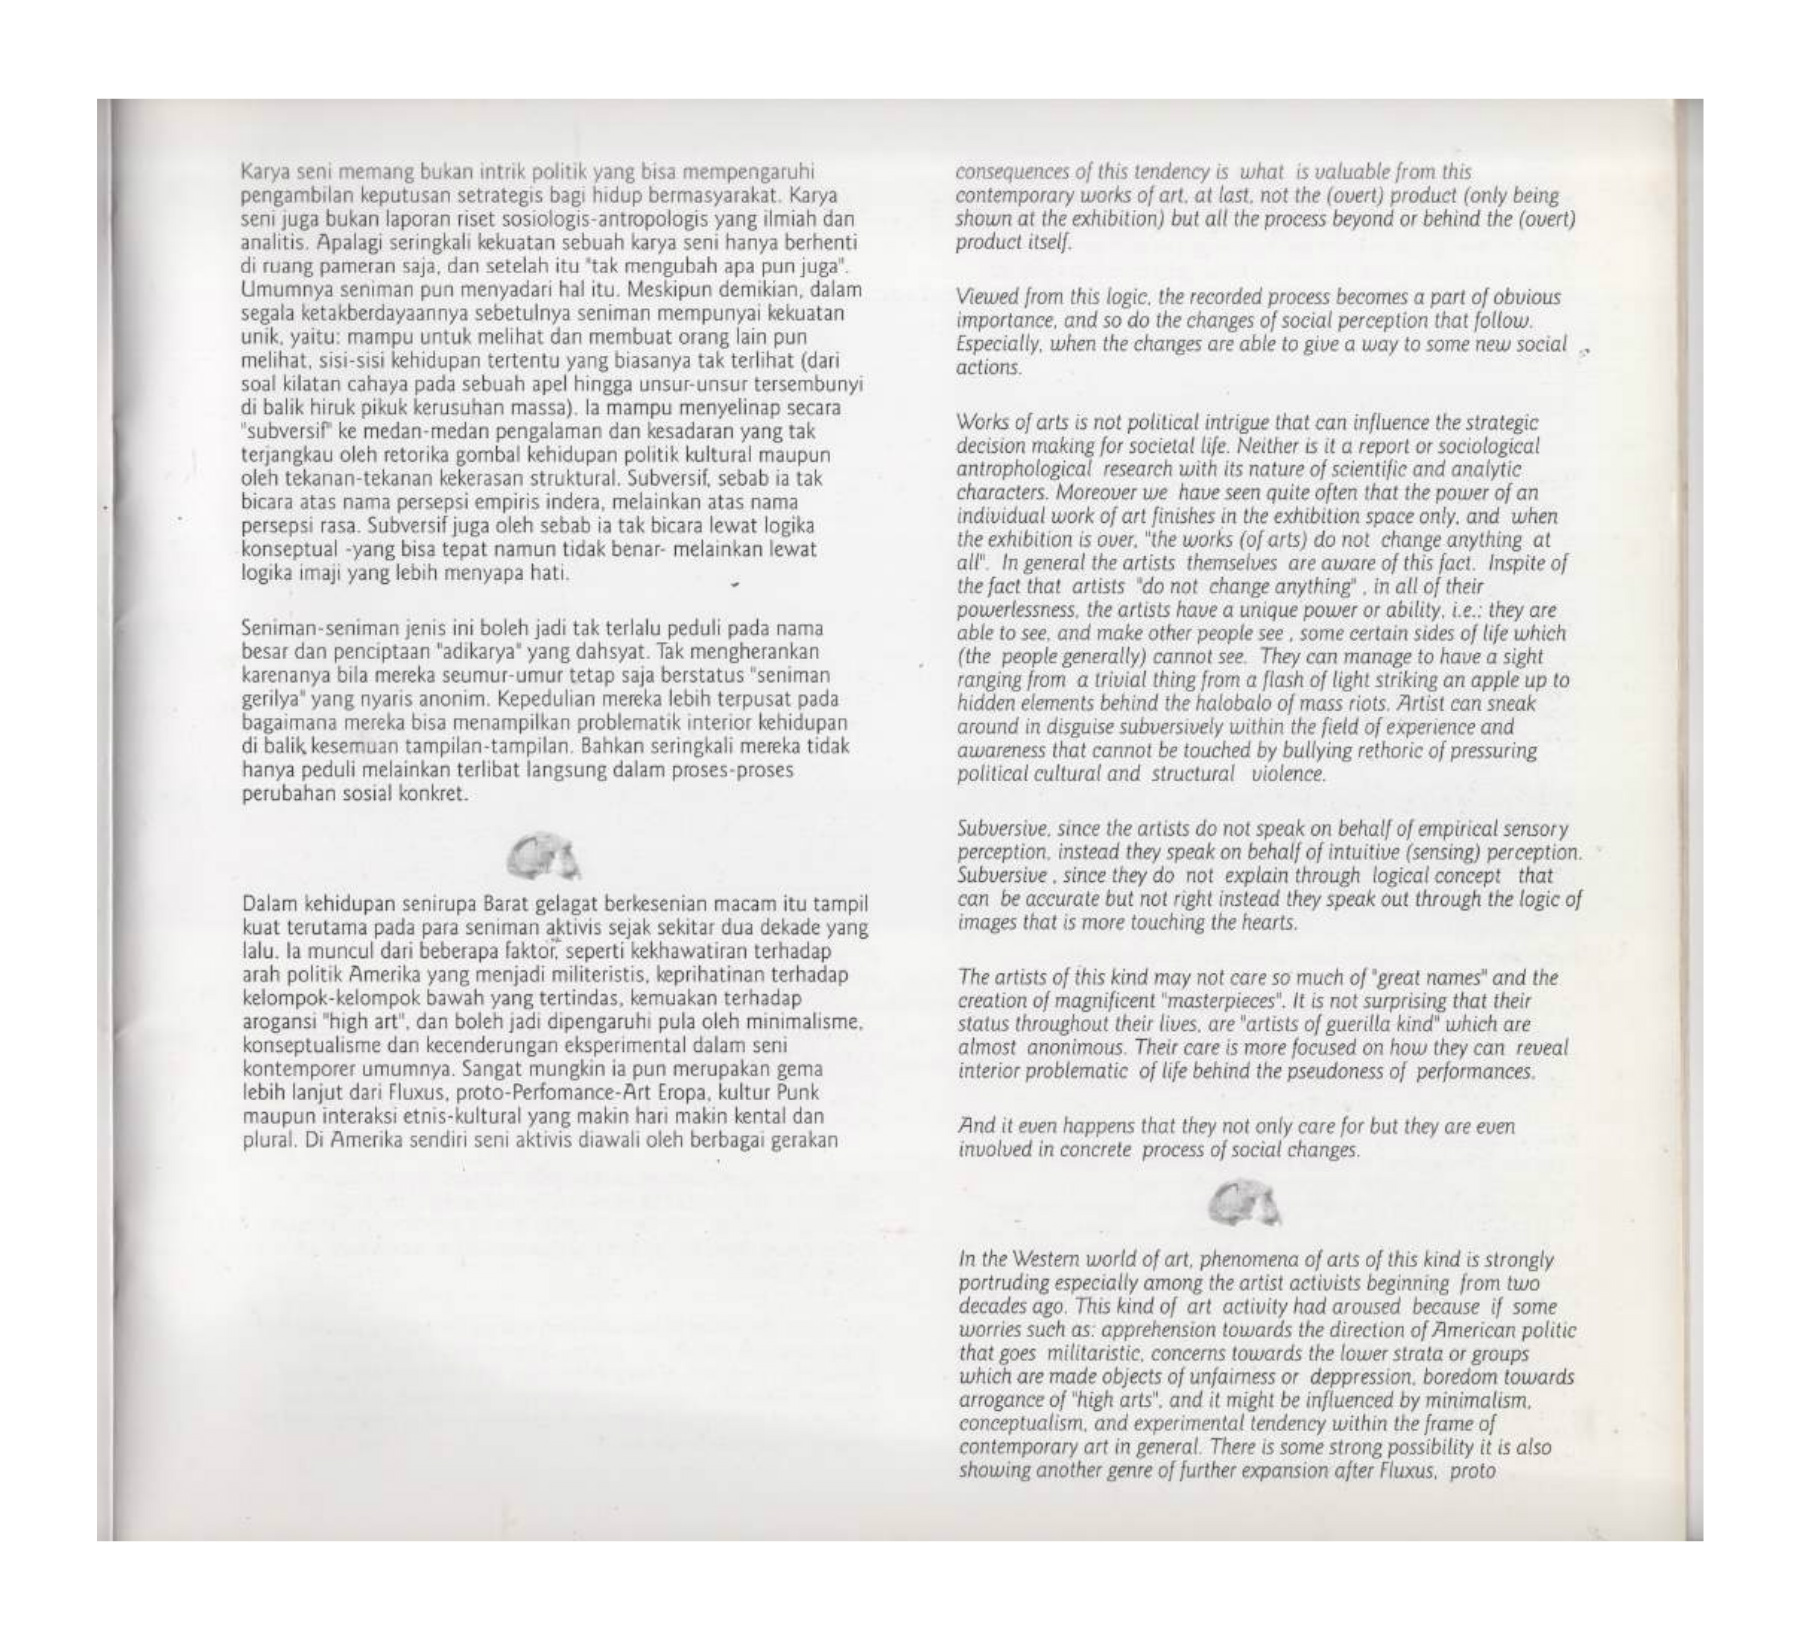 Karya seni memang bukan intrik politik yang bisa mempengaruhi
pengambilan keputusan setrategis bagi hidup bermasyarakat. Karya
seni juga bukan laporan riset sosiologis-antropologis yang ilmiah dan
analitis. Apalagi seringkali kekuatan sebuah karya seni hanya berhenti
di ruang pameran saja, dan setelah itu "tak mengubah apa pun juga".
Umumnya seniman pun menyadari hal itu. Meskipun demikian, dalam
segala ketakberdayaannya sebetulnya seniman mempunyai kekuatan
unik, yaitu: mampu untuk melihat dan membuat orang lain pun
melihat, sisi-sisi kehidupan tertentu yang biasanya tak terlihat (dari
soal kilatan cahaya pada sebuah apel hingga unsur-unsur tersembunyi
di balik hiruk pikuk kerusuhan massa). Ia mampu menyelinap secara
"subversif" ke medan-medan pengalaman dan kesadaran yang tak
terjangkau oleh retorika gombal kehidupan politik kultural maupun
oleh tekanan-tekanan kekerasan struktural. Subversif, sebab ia tak
bicara atas nama persepsi empiris indera, melainkan atas nama
persepsi rasa. Subversif juga oleh sebab ia tak bicara lewat logika
konseptual -yang bisa tepat namun tidak benar- melainkan lewat
logika imaji yang lebih menyapa hati.
Seniman-seniman jenis ini boleh jadi tak terlalu peduli pada nama
besar dan penciptaan "adikarya" yang dahsyat. Tak mengherankan
karenanya bila mereka seumur-umur tetap saja berstatus "seniman
gerilya" yang nyaris anonim. Kepedulian mereka lebih terpusat pada
bagaimana mereka bisa menampilkan problematik interior kehidupan
di balik kesemuan tampilan-tampilan. Bahkan seringkali mereka tidak
hanya peduli melainkan terlibat langsung dalam proses-proses
perubahan sosial konkret.
Dalam kehidupan senirupa Barat gelagat berkesenian macam itu tampil
kuat terutama pada para seniman aktivis sejak sekitar dua dekade yang
lalu. Ia muncul dari beberapa faktor, seperti kekhawatiran terhadap
arah politik Amerika yang menjadi militeristis, keprihatinan terhadap
kelompok-kelompok bawah yang tertindas, kemuakan terhadap
arogansi "high art", dan boleh jadi dipengaruhi pula oleh minimalisme,
konseptualisme dan kecenderungan eksperimental dalam seni
kontemporer umumnya. Sangat mungkin ia pun merupakan gema
lebih lanjut dari Fluxus, proto-Perfomance-Art Eropa, kultur Punk
maupun interaksi etnis-kultural yang makin hari makin kental dan
plural. Di Amerika sendiri seni aktivis diawali oleh berbagai gerakan
consequences of this tendency is what is valuable from this
contemporary works of art, at last, not the (overt) product (only being
shown at the exhibition) but all the process beyond or behind the (overt)
product itself.
Viewed from this logic, the recorded process becomes a part of obvious
importance, and so do the changes of social perception that follow.
Especially, when the changes are able to give a way to some new social
actions.
Works of arts is not political intrigue that can influence the strategic
decision making for societal life. Neither is it a report or sociological
antrophological research with its nature of scientific and analytic
characters. Moreover we have seen quite often that the power of an
individual work of art finishes in the exhibition space only, and when
the exhibition is over, "the works (of arts) do not change anything at
all". In general the artists themselves are aware of this fact. Inspite of
the fact that artists "do not change anything" , in all of their
powerlessness, the artists have a unique power or ability, i.e.: they are
able to see, and make other people see , some certain sides of life which
(the people generally) cannot see. They can manage to have a sight
ranging from a trivial thing from a flash of light striking an apple up to
hidden elements behind the halobalo of mass riots. Artist can sneak
around in disguise subversively within the field of experience and
awareness that cannot be touched by bullying rethoric of pressuring
political cultural and structural violence.
Subversive, since the artists do not speak on behalf of empirical sensory
perception, instead they speak on behalf of intuitive (sensing) perception.
Subversive , since they do not explain through logical concept that
can be accurate but not right instead they speak out through the logic of
images that is more touching the hearts.
The artists of this kind may not care so much of "great names" and the
creation of magnificent "masterpieces". It is not surprising that their
status throughout their lives, are "artists of guerilla kind" which are
almost anonimous. Their care is more focused on how they can reveal
interior problematic of life behind the pseudoness of performances.
And it even happens that they not only care for but they are even
involved in concrete process of social changes.
In the Western world of art, phenomena of arts of this kind is strongly
portruding especially among the artist activists beginning from two
decades ago. This kind of art activity had aroused because if some
worries such as: apprehension towards the direction of American politic
that goes militaristic, concerns towards the lower strata or groups
which are made objects of unfairness or deppression, boredom towards
arrogance of "high arts", and it might be influenced by minimalism,
conceptualism, and experimental tendency within the frame of
contemporary art in general. There is some strong possibility it is also
showing another genre of further expansion after Fluxus, proto